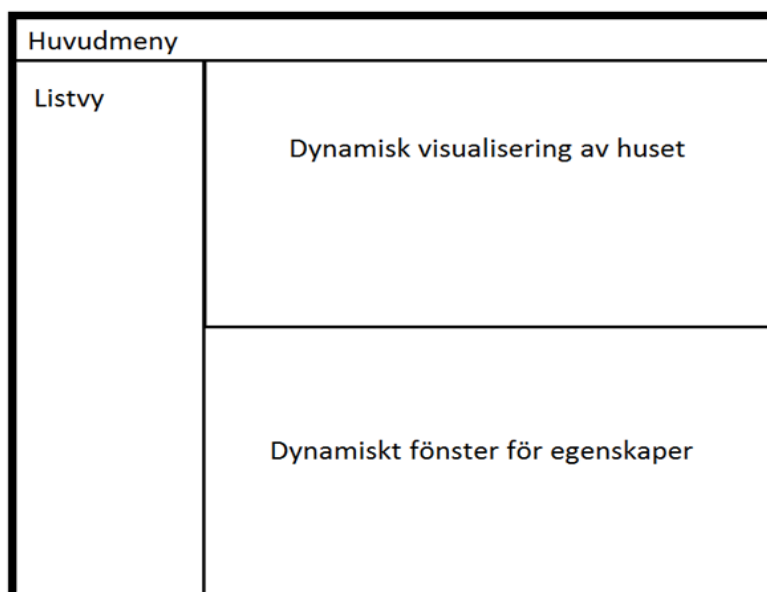 Huvudmeny
Listvy
Dynamisk visualisering av huset
Dynamiskt fönster för egenskaper